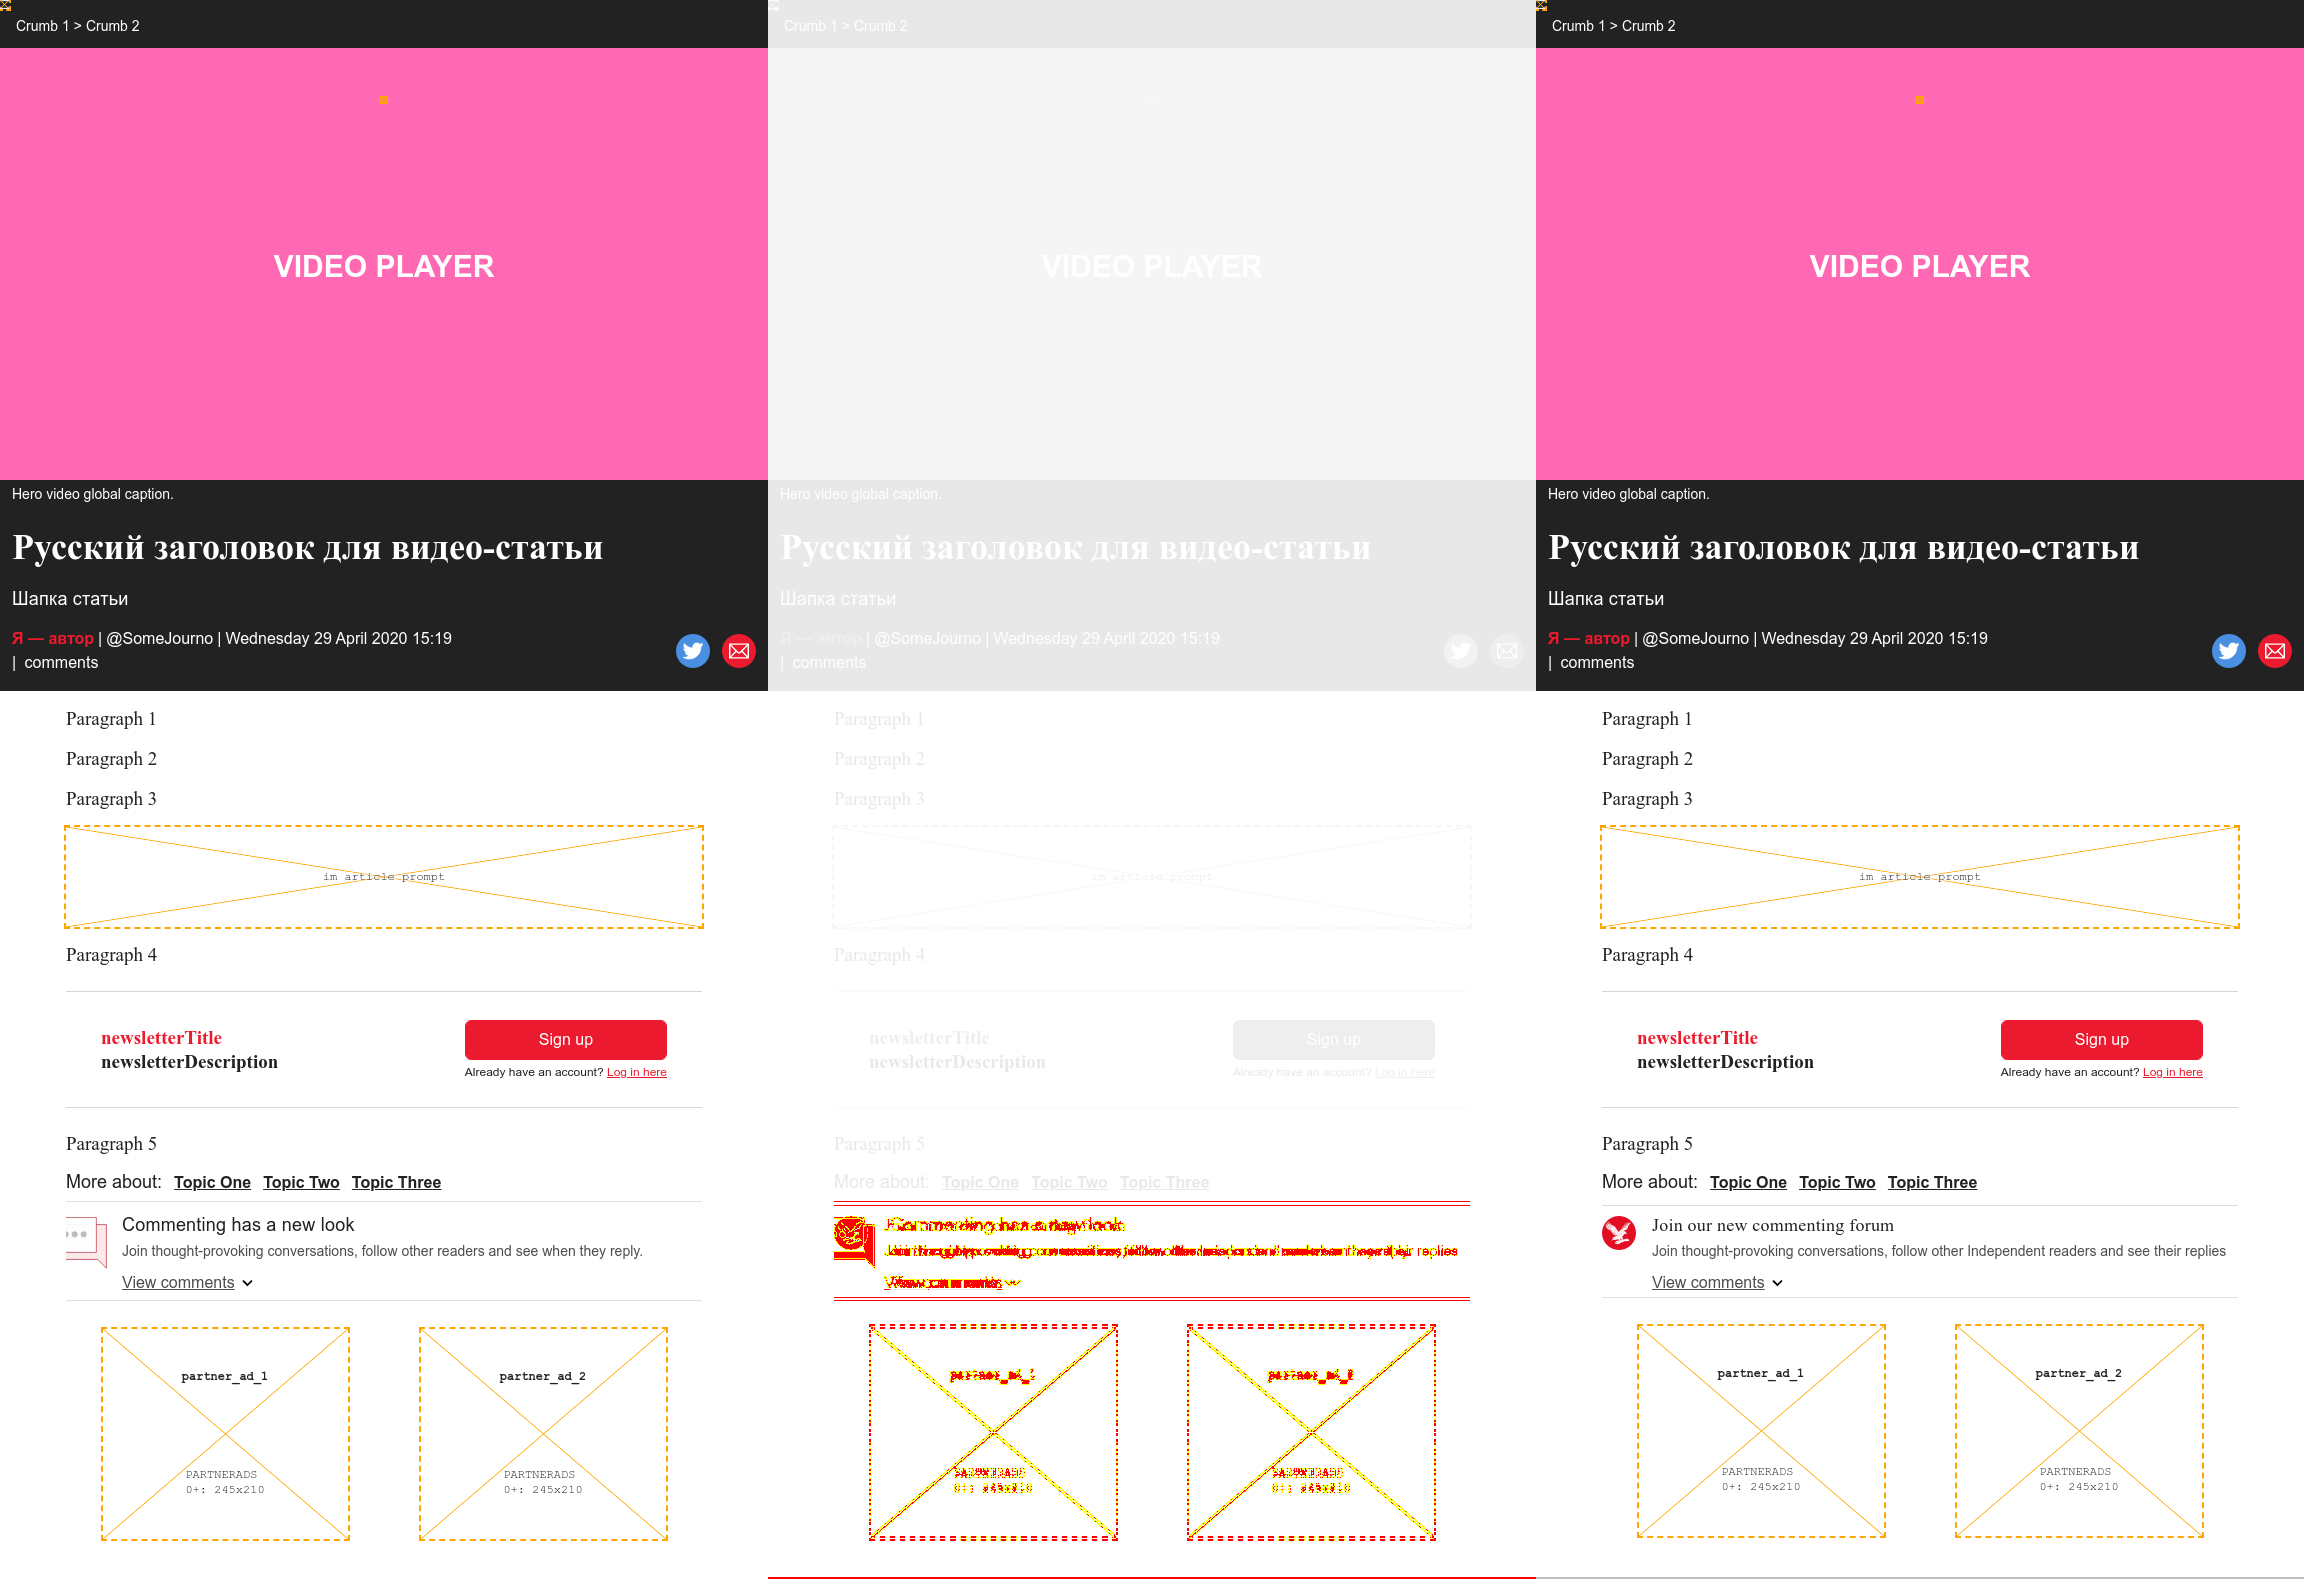 Crumb 1 > Crumb 2
VIDEO PLAYER
Hero video global caption.
Русский заголовок для видео-статьи
Шапка статьи
Я — автор | @SomeJourno | Wednesday 29 April 2020 15:19
| comments
Paragraph 1
Paragraph 2
Paragraph 3
im article prompt
Paragraph 4
newsletterTitle
newsletterDescription
Sign up
Already have an account? Log in here
Paragraph 5
More about: Topic One Topic Two Topic Three
Commenting has a new look
Join thought-provoking conversations, follow other readers and see when they reply.
View comments
partner_ad_1
PARTNERADS
0+: 245x210
partner_ad_2
PARTNERADS
0+: 245x210
Crumb 1 > Crumb 2
VIDEO PLAYER
Hero video global caption.
Русский заголовок для видео-статьи
Шапка статьи
Я — автор | @SomeJourno | Wednesday 29 April 2020 15:19
| comments
Paragraph 1
Paragraph 2
Paragraph 3
im article prompt
Paragraph 4
newsletterTitle
newsletterDescription
Sign up
Already have an account? Log in here
Paragraph 5
More about: Topic One Topic Two Topic Three
Crumb 1 > Crumb 2
VIDEO PLAYER
Hero video global caption.
Русский заголовок для видео-статьи
Шапка статьи
Я — автор | @SomeJourno | Wednesday 29 April 2020 15:19
| comments
Paragraph 1
Paragraph 2
Paragraph 3
im article prompt
Paragraph 4
newsletterTitle
newsletterDescription
Sign up
Already have an account? Log in here
Paragraph 5
More about: Topic One Topic Two Topic Three
Join our new commenting forum
Join thought-provoking conversations, follow other Independent readers and see their replies
View comments
partner_ad_1
PARTNERADS
0+: 245x210
partner_ad_2
PARTNERADS
0+: 245x210